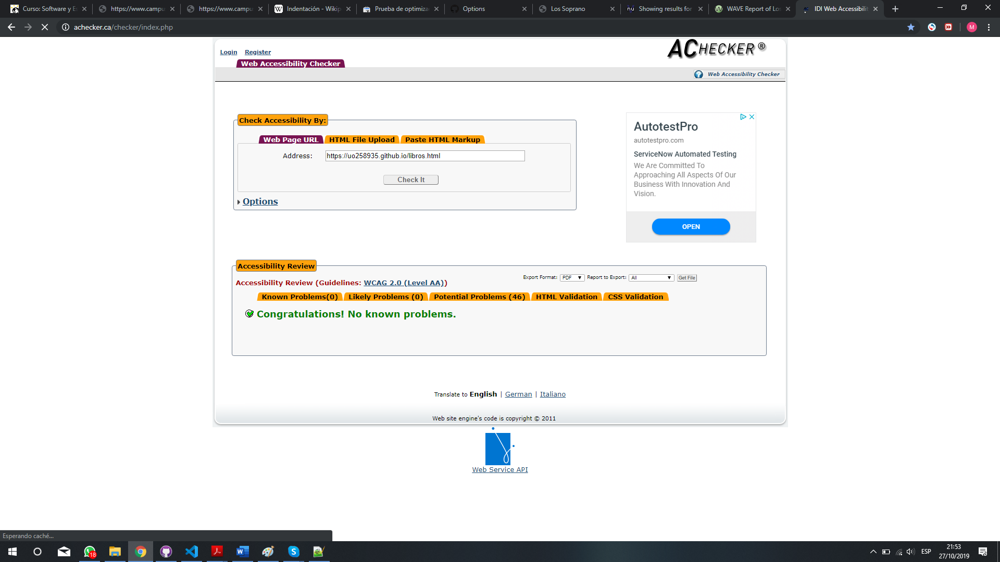 Curso: Software y Es
https://www.campu
https://www.campu
Indentación - Wikip
Prueba de optimiza
Options
Los Soprano
Showing results for
WAVE Report of Lo
IDI Web Accessibilit
achecker.ca/checker/index.php
M
Login Register
ACHECKER ®
Web Accessibility Checker
Web Accessibility Checker
Check Accessibility By:
Web Page URL HTML File Upload Paste HTML Markup
Address: https://uo258935.github.io/libros.html
Check It
Options
AutotestPro
autotestpro.com
ServiceNow Automated Testing
We Are Committed To
Approaching All Aspects Of Our
Business With Innovation And
Vision.
OPEN
Accessibility Review
Export Format: PDF Report to Export: All Get File
Accessibility Review (Guidelines: WCAG 2.0 (Level AA))
Known Problems(0) Likely Problems (0) Potential Problems (46) HTML Validation CSS Validation
Congratulations! No known problems.
Translate to English | German | Italiano
Web site engine's code is copyright © 2011
Web Service API
Esperando caché...
18
ESP
21:53
27/10/2019